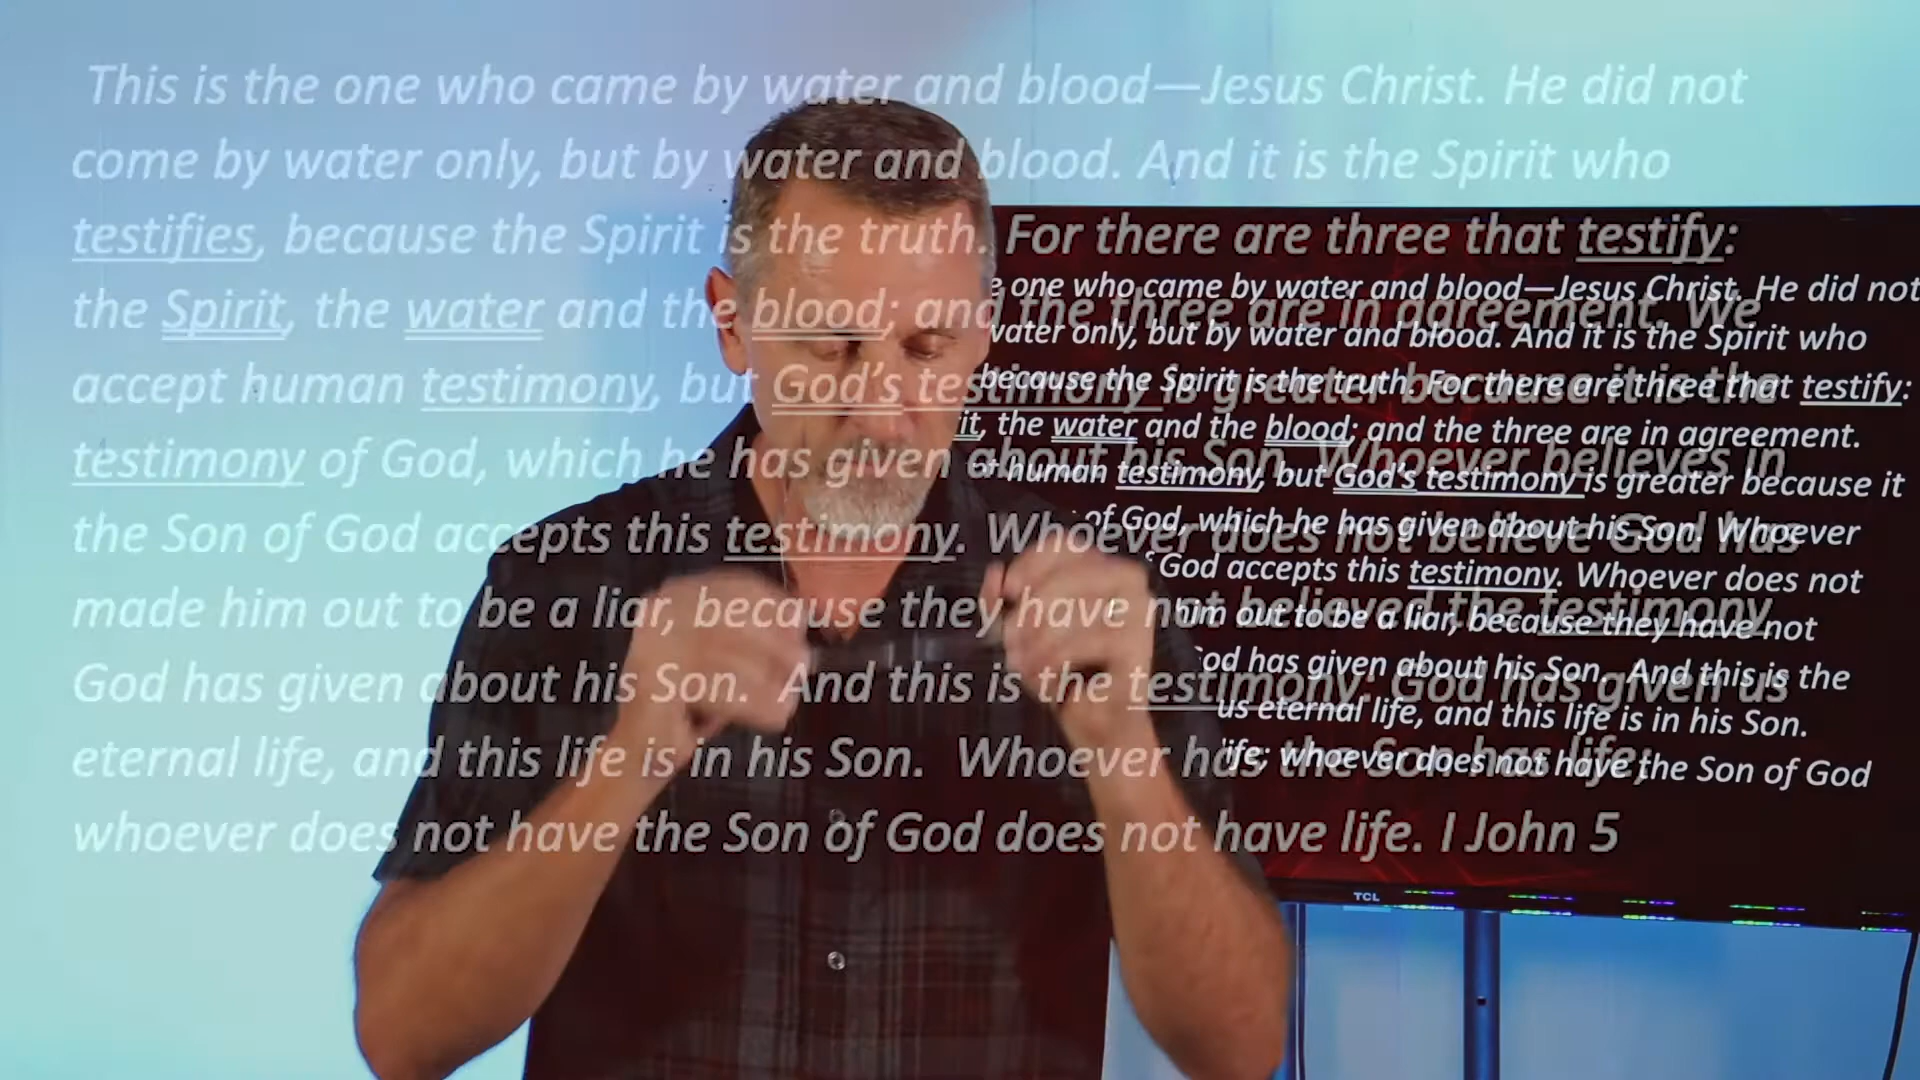 This is the one who came by water and blood—Jesus Christ. He did not
come by water only, but by water and blood. And it is the Spirit who
testifies, because the Spirit is the truth. For there are three that testify:
the Spirit, the water and the blood; and the three are in agreement. We
accept human testimony, but God's testimony is greater because it is the
testimony of God, which he has given about his Son. Whoever believes in
the Son of God accepts this testimony. Whoever does not believe God has
made him out to be a liar, because they have not believed the testimony
God has given about his Son. And this is the testimony: God has given us
eternal life, and this life is in his Son. Whoever has the Son has life;
whoever does not have the Son of God does not have life. I John 5
one who came by water and blood—Jesus Christ. He did not
water only, but by water and blood. And it is the Spirit who
because the Spirit is the truth. For there are three that testify:
the water and the blood; and the three are in agreement.
human testimony, but God's testimony is greater because it
of God, which he has given about his Son. Whoever
God accepts this testimony. Whoever does not
him out to be a liar, because they have not
God has given about his Son. And this is the
us eternal life, and this life is in his Son.
life; whoever does not have the Son of God
TCL